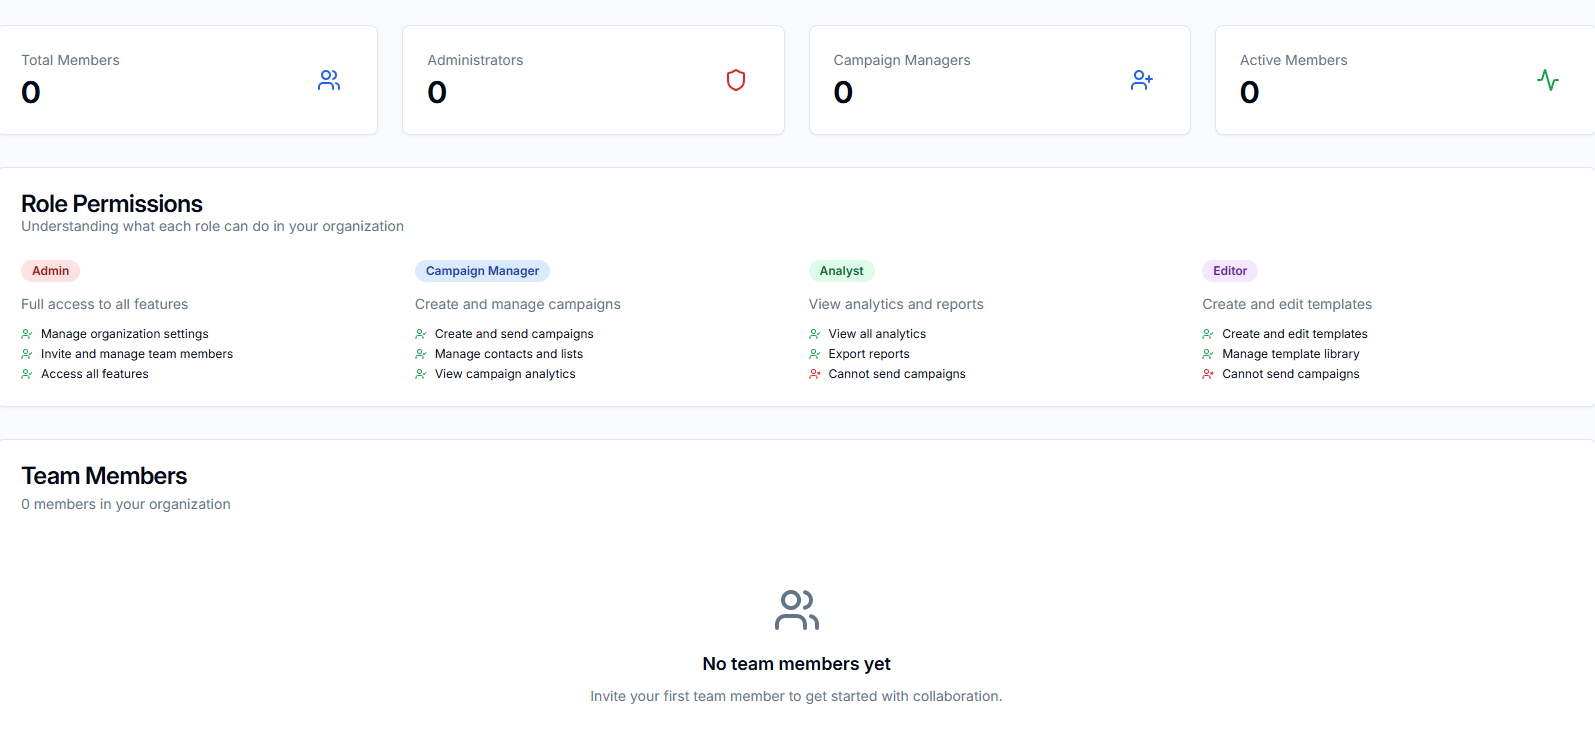 Total Members
0
Administrators
0
Campaign Managers
0
Active Members
0
Role Permissions
Understanding what each role can do in your organization
Admin
Full access to all features
Manage organization settings
Invite and manage team members
Access all features
Campaign Manager
Create and manage campaigns
Create and send campaigns
Manage contacts and lists
View campaign analytics
Analyst
View analytics and reports
View all analytics
Export reports
Cannot send campaigns
Editor
Create and edit templates
Create and edit templates
Manage template library
Cannot send campaigns
Team Members
0 members in your organization
No team members yet
Invite your first team member to get started with collaboration.